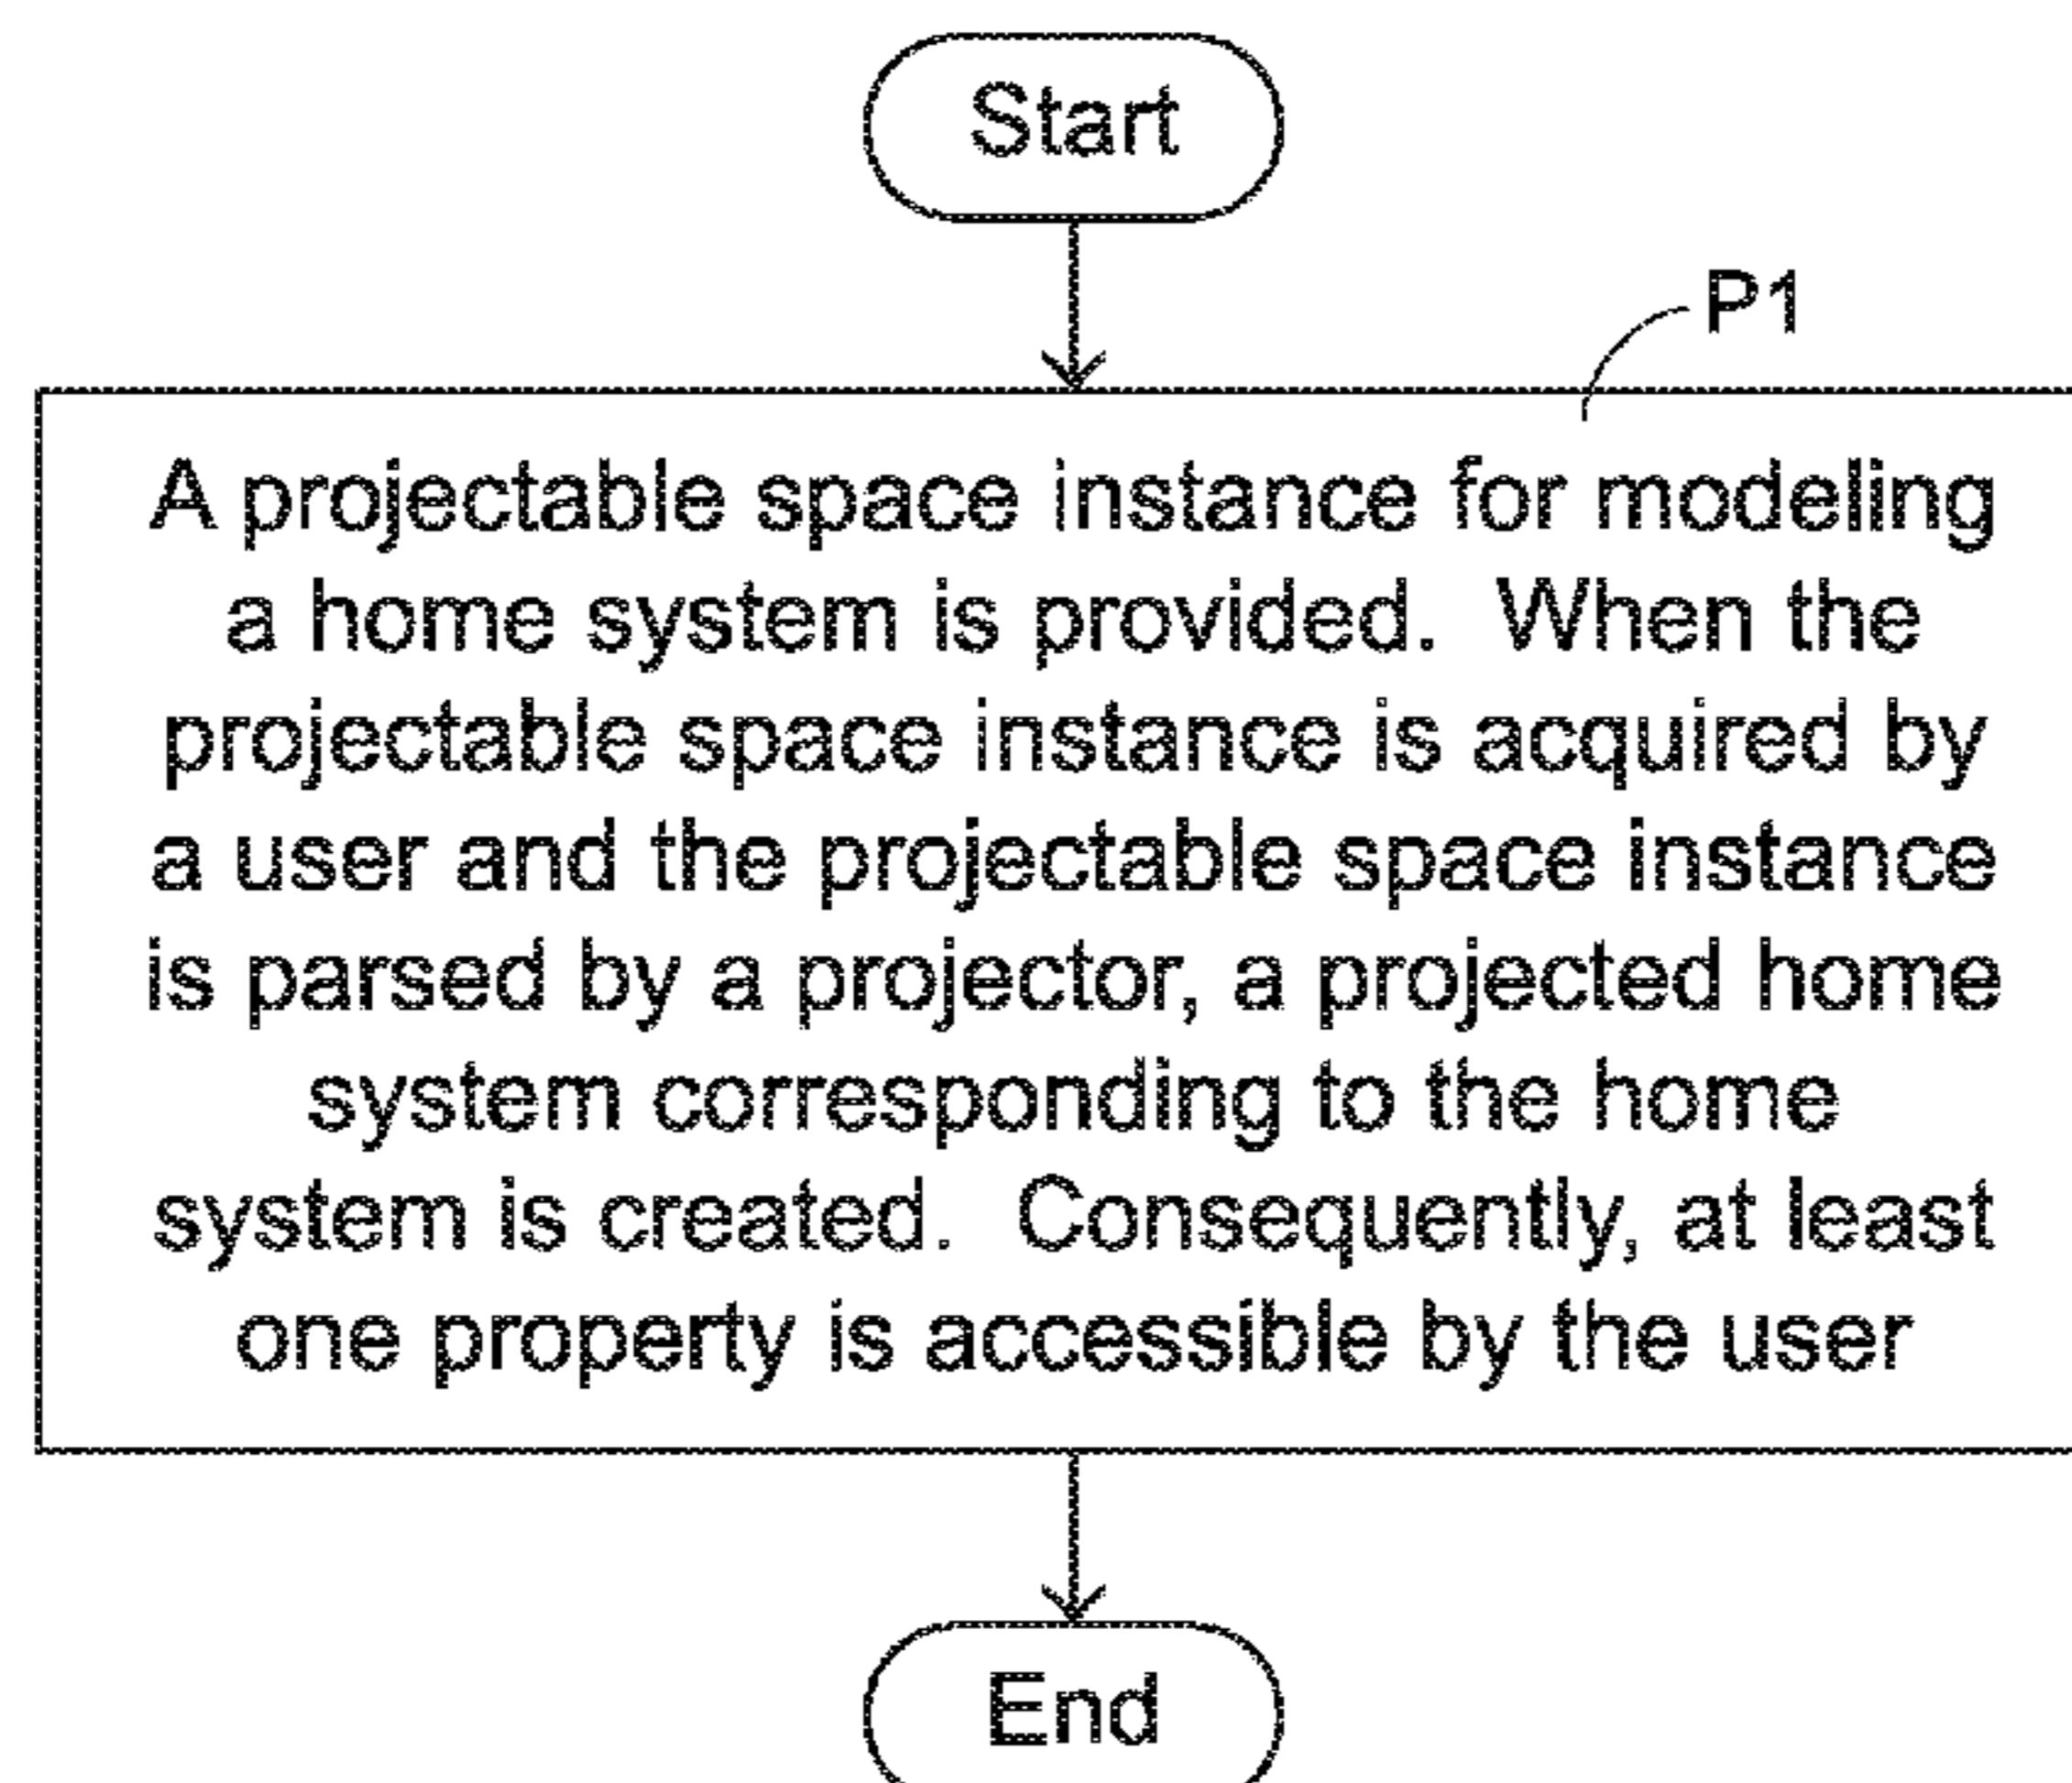 Start
P1
A projectable space instance for modeling
a home system is provided. When the
projectable space instance is acquired by
a user and the projectable space instance
is parsed by a projector, a projected home
system corresponding to the home
system is created. Consequently, at least
one property is accessible by the user
End